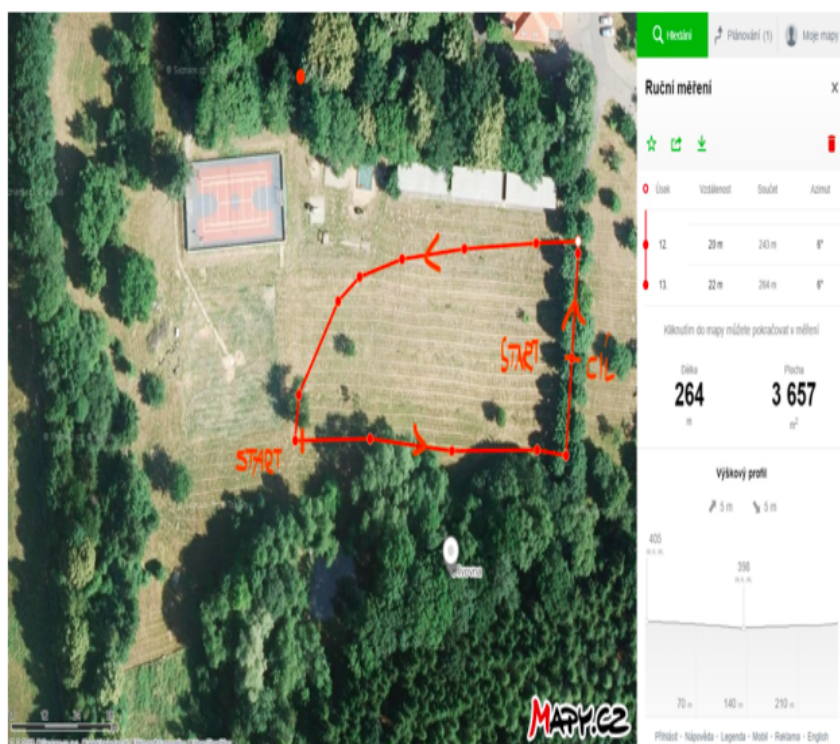 Hledání Plánování (1) Moje mapy
Ruční měření X
Úsek Vzdálenost Součet Azimut
12. 20 m 243 m 6°
13. 22 m 264 m 6°
Kliknutím do mapy můžete pokračovat v měření
Délka Plocha
264 3 657
m m²
Výškový profil
5 m 5 m
405
398
70 m 140 m 210 m
Přihlásit - Nápověda - Legenda - Mobil - Reklama - English
START CÍL
START
MAPY.CZ